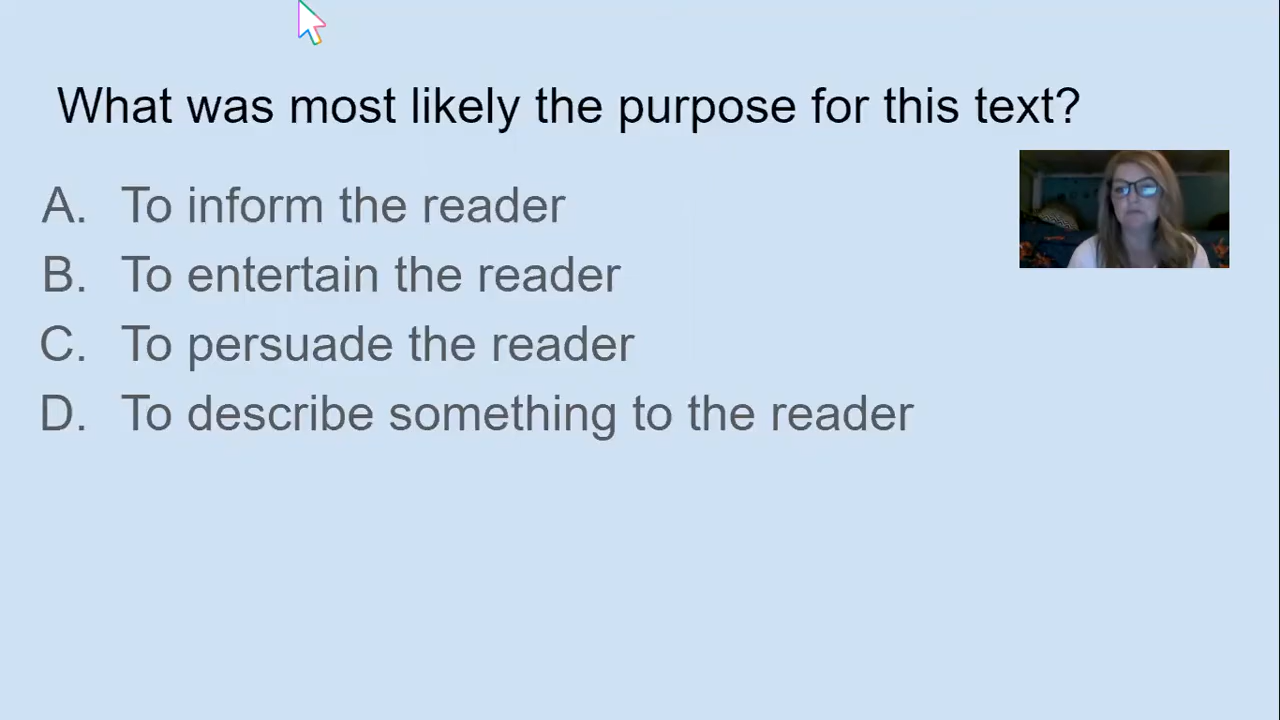 What was most likely the purpose for this text?
A. To inform the reader
B. To entertain the reader
C. To persuade the reader
D. To describe something to the reader